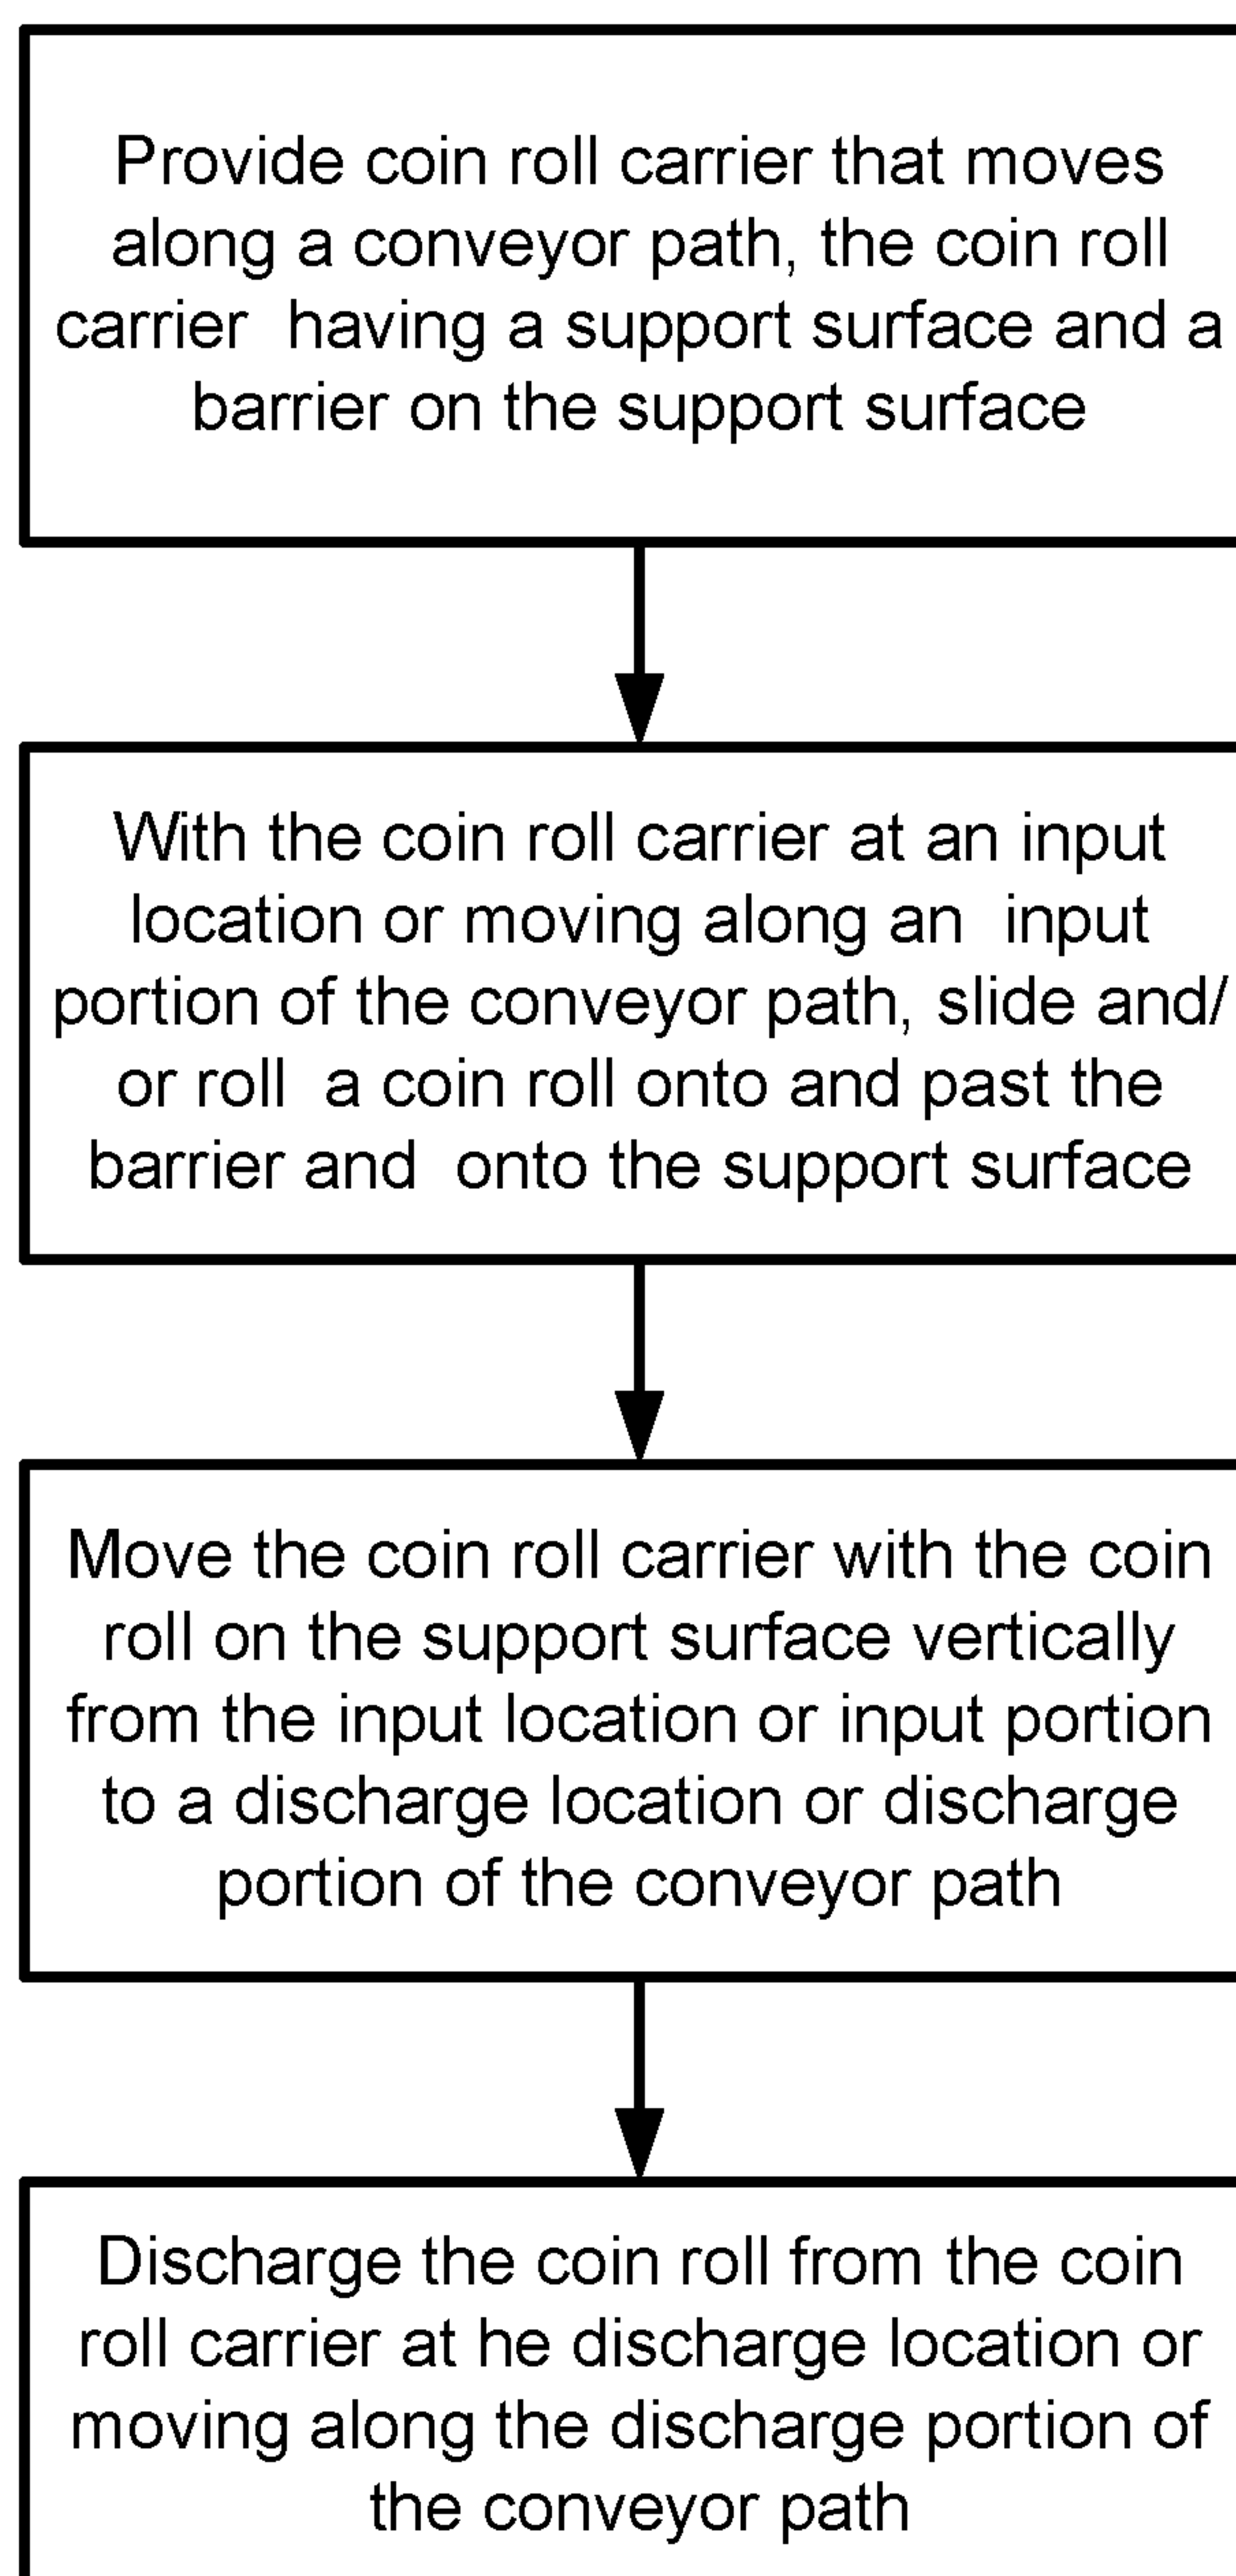 Provide coin roll carrier that moves
along a conveyor path, the coin roll
carrier  having a support surface and a
barrier on the support surface
With the coin roll carrier at an input
location or moving along an  input
portion of the conveyor path, slide and/
or roll  a coin roll onto and past the
barrier and  onto the support surface
Move the coin roll carrier with the coin
roll on the support surface vertically
from the input location or input portion
to a discharge location or discharge
portion of the conveyor path
Discharge the coin roll from the coin
roll carrier at he discharge location or
moving along the discharge portion of
the conveyor path